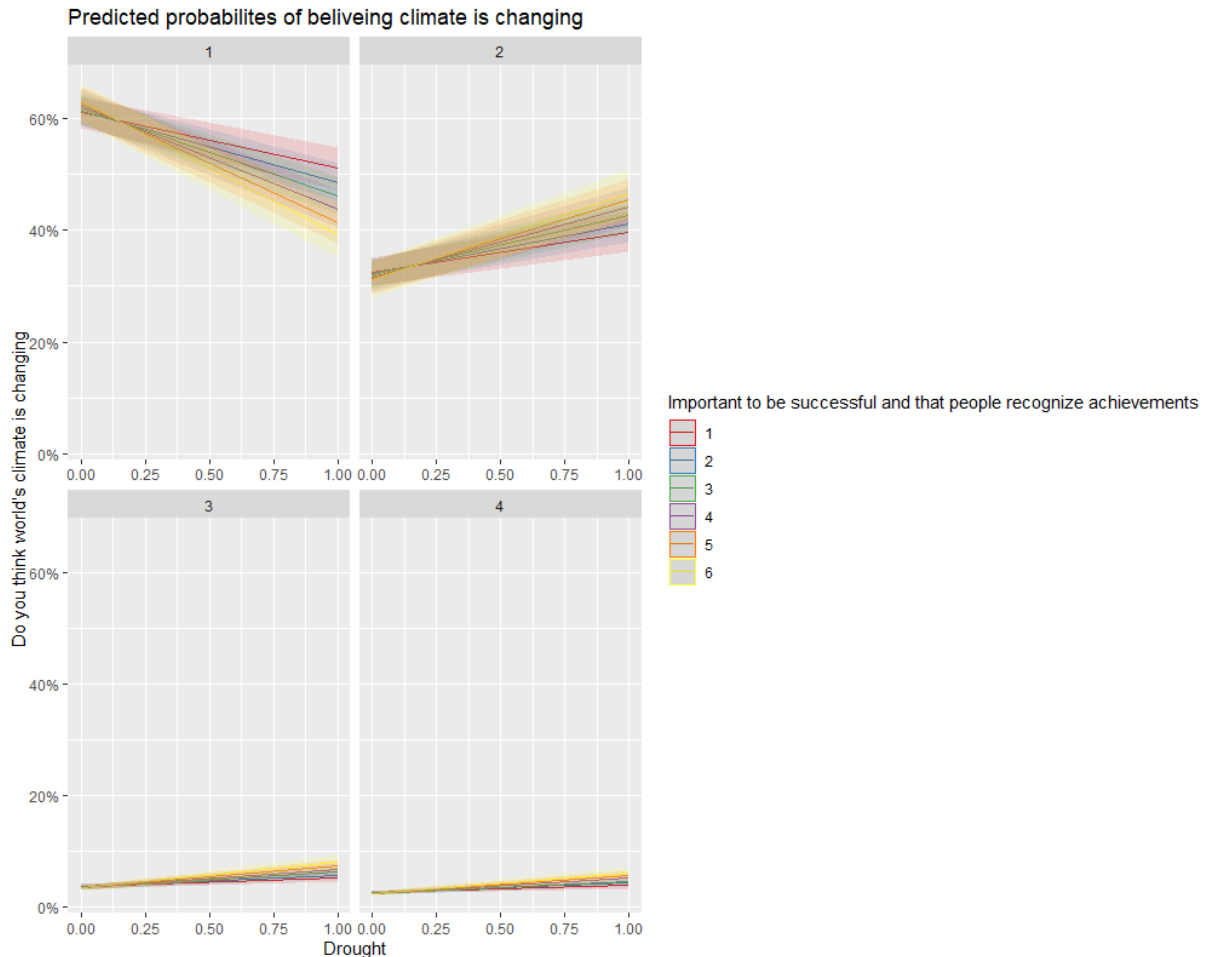 Predicted probabilites of beliveing climate is changing
1
2
60%
40%
20%
0%
0.00 0.25 0.50 0.75 1.00
0.00 0.25 0.50 0.75 1.00
3
4
60%
40%
20%
0%
0.00 0.25 0.50 0.75 1.00
0.00 0.25 0.50 0.75 1.00
Drought
Do you think world's climate is changing
Important to be successful and that people recognize achievements
1
2
3
4
5
6